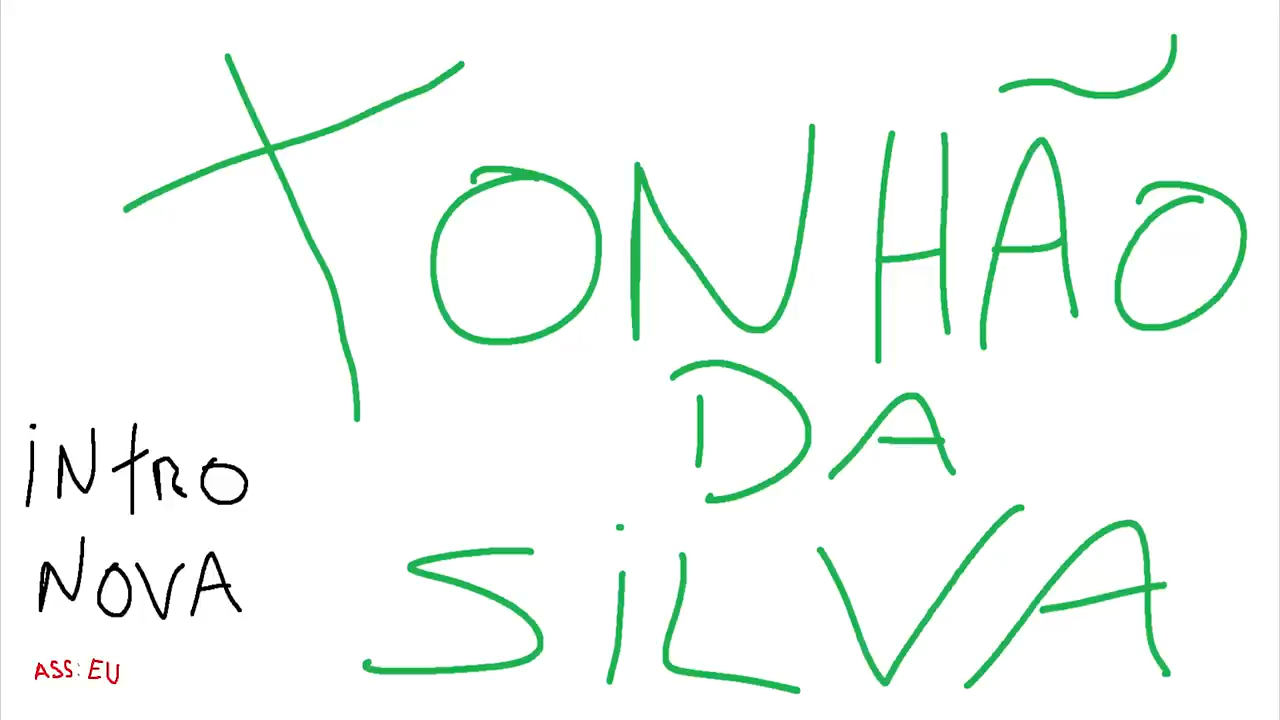 TONHÃO
DA
SiLVA
iNTRO
NOVA
ASS: EU